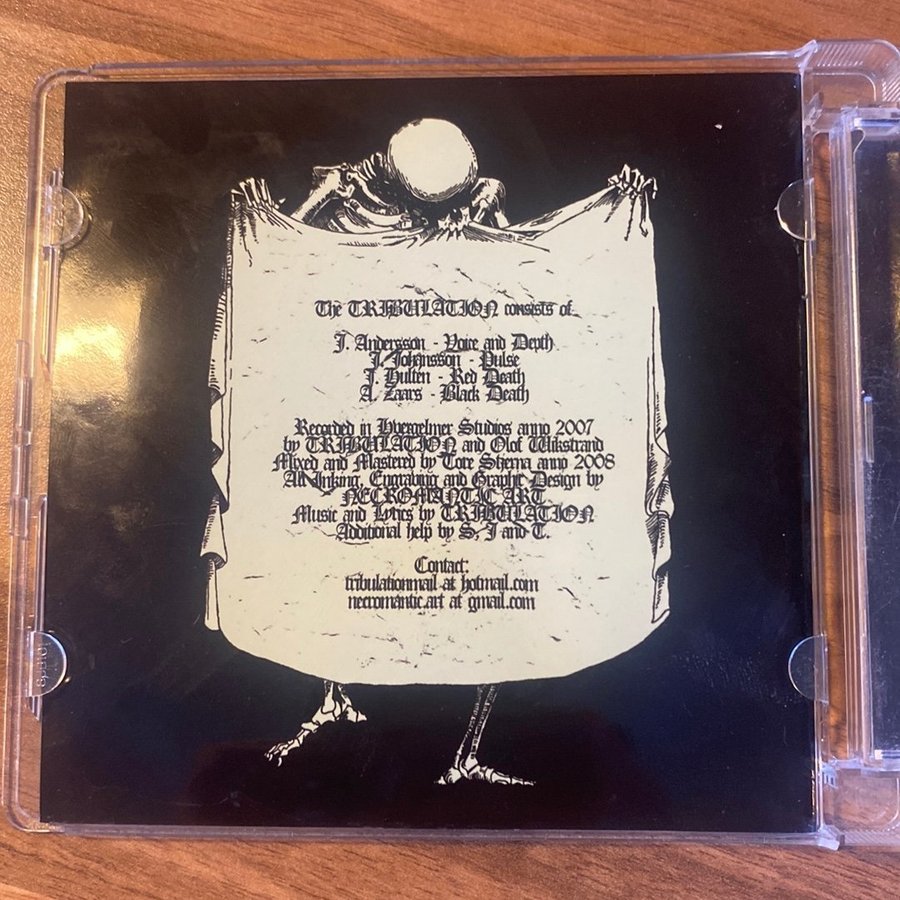 The TRIBULATION consists of...
J. Andersson - Voice and Depth
J. Johansson - Pulse
J. Hulten - Red Death
A. Zaars - Black Death
Recorded in Hvergelmer Studios anno 2007
by TRIBULATION and Olof Wikstrand
Mixed and Mastered by Tore Stjerna anno 2008
All Inking, Engraving and Graphic Design by
NECROMANTIC ART
Music and Lyrics by TRIBULATION
Additional help by S, J and T.
Contact:
tribulationmail at hotmail.com
necromantic.art at gmail.com